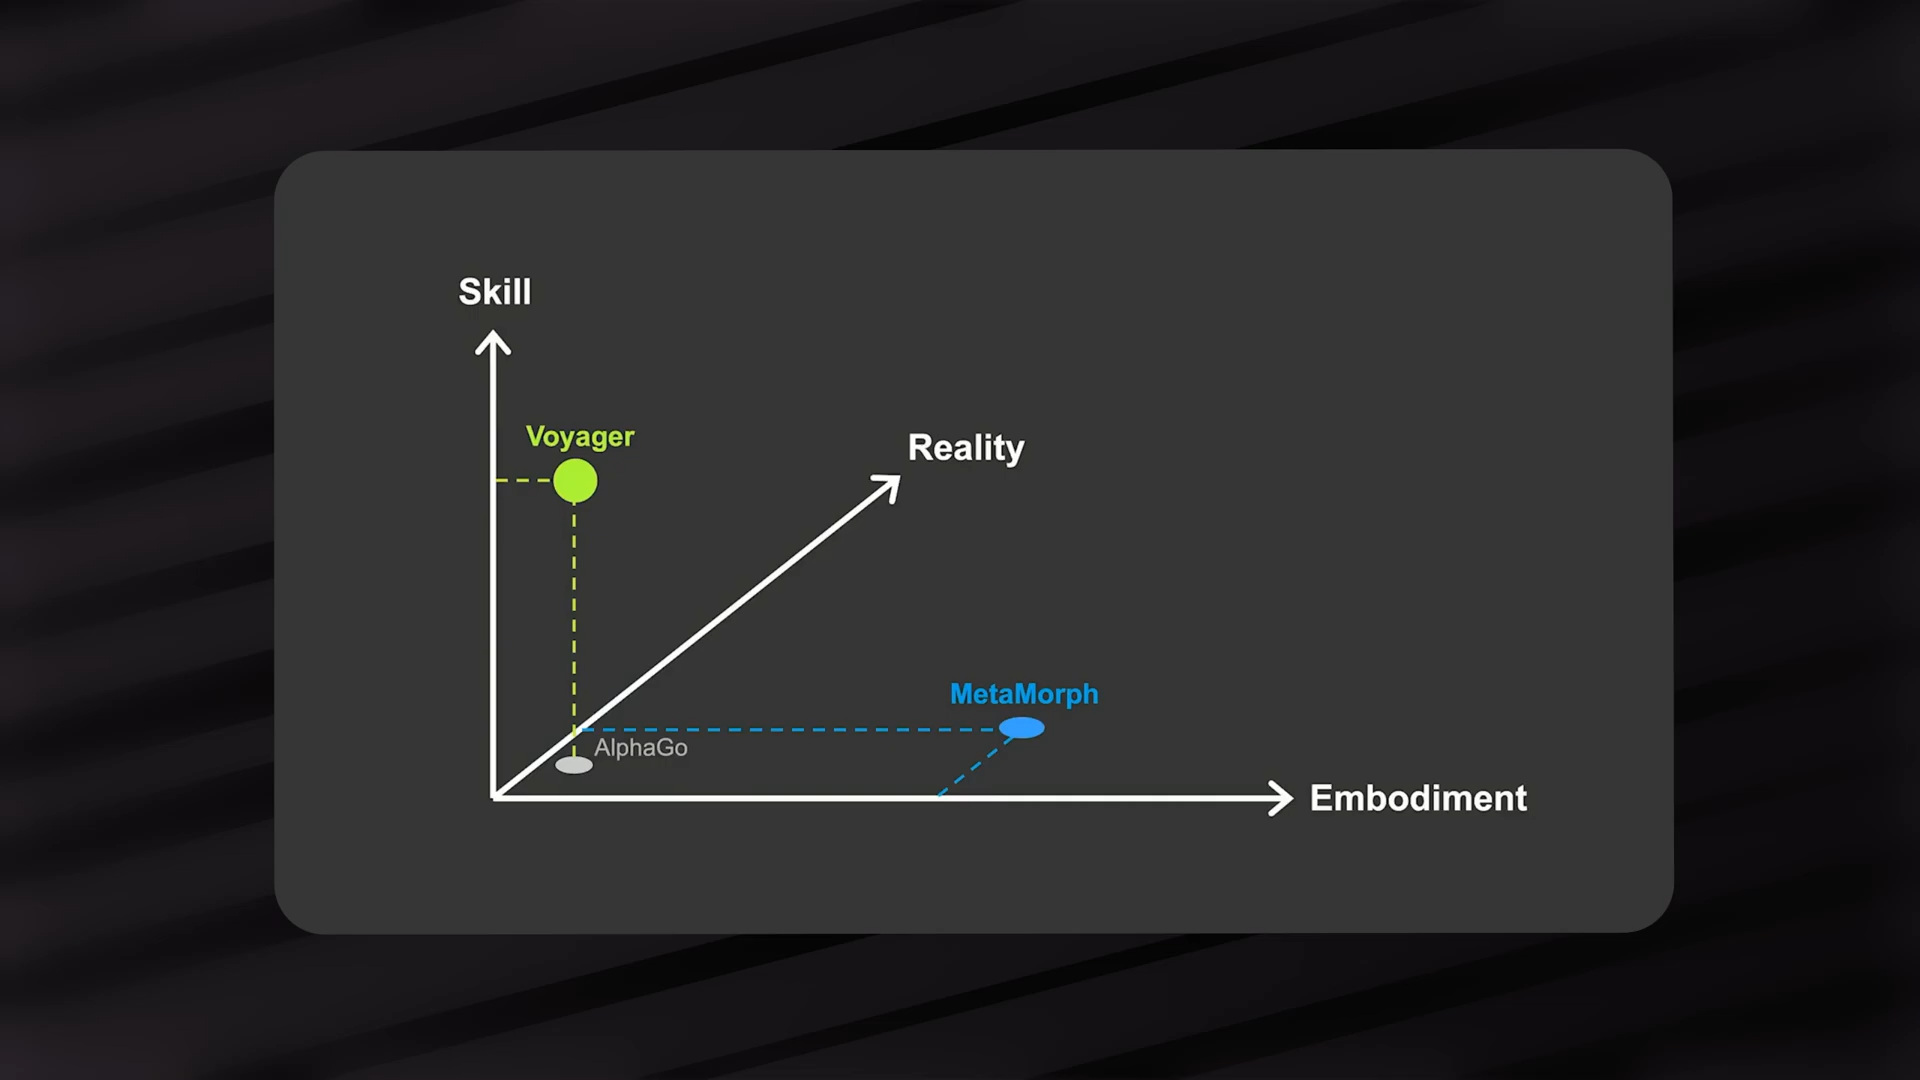 Skill
Voyager
Reality
MetaMorph
AlphaGo
Embodiment